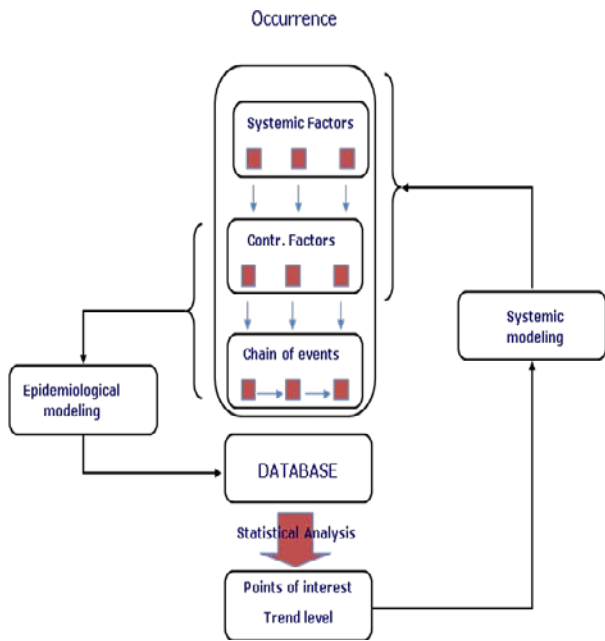 Occurrence
Systemic Factors
Contr. Factors
Chain of events
Epidemiological
modeling
Systemic
modeling
DATABASE
Statistical Analysis
Points of interest
Trend level